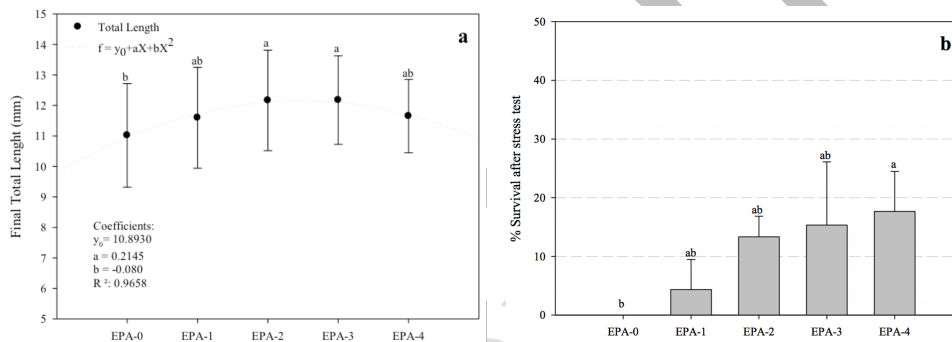 a
Total Length
f = y0+aX+bX2
15
14
13
12
11
10
9
8
7
6
5
Final Total Lenght (mm)
b
ab
a
a
ab
Coefficients:
y0= 10.8930
a = 0.2145
b = -0.080
R ²: 0.9658
EPA-0 EPA-1 EPA-2 EPA-3 EPA-4
b
50
40
30
20
10
0
% Survival after stress test
b
ab
ab
ab
a
EPA-0 EPA-1 EPA-2 EPA-3 EPA-4